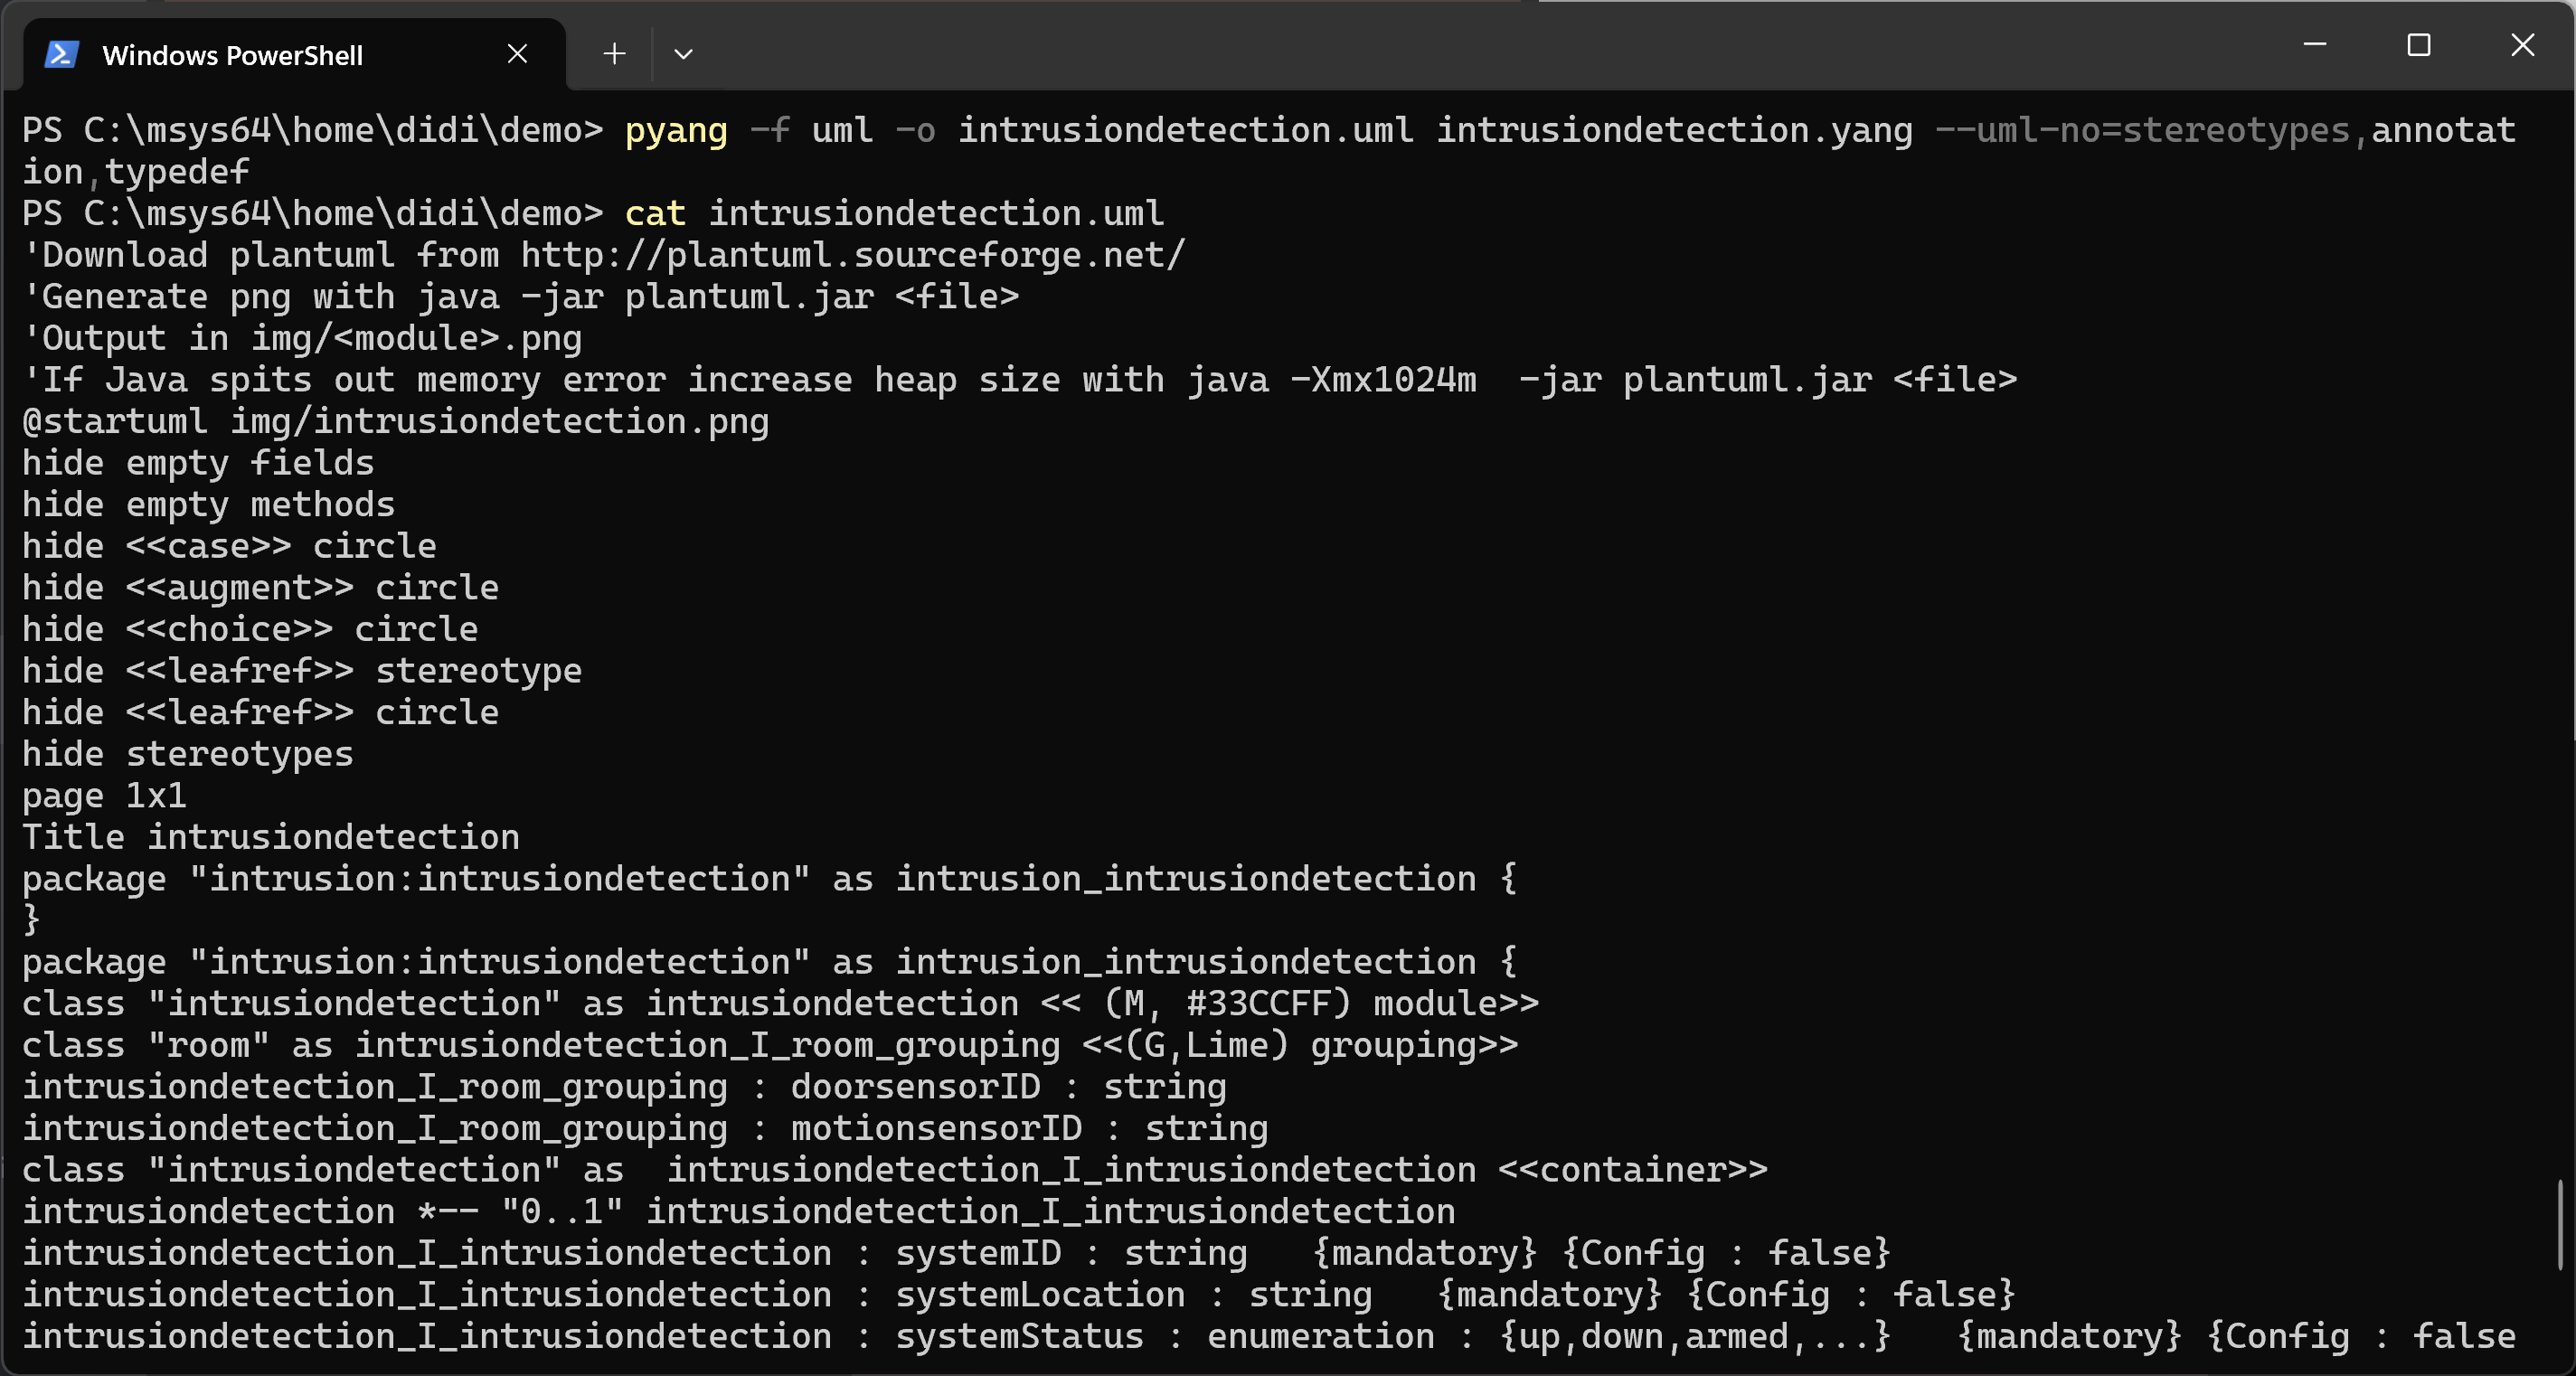 Windows PowerShell
PS C:\msys64\home\didi\demo> pyang -f uml -o intrusiondetection.uml intrusiondetection.yang --uml-no=stereotypes,annotat
ion,typedef
PS C:\msys64\home\didi\demo> cat intrusiondetection.uml
'Download plantuml from http://plantuml.sourceforge.net/
'Generate png with java -jar plantuml.jar <file>
'Output in img/<module>.png
'If Java spits out memory error increase heap size with java -Xmx1024m  -jar plantuml.jar <file>
@startuml img/intrusiondetection.png
hide empty fields
hide empty methods
hide <<case>> circle
hide <<augment>> circle
hide <<choice>> circle
hide <<leafref>> stereotype
hide <<leafref>> circle
hide stereotypes
page 1x1
Title intrusiondetection
package "intrusion:intrusiondetection" as intrusion_intrusiondetection {
}
package "intrusion:intrusiondetection" as intrusion_intrusiondetection {
class "intrusiondetection" as intrusiondetection << (M, #33CCFF) module>>
class "room" as intrusiondetection_I_room_grouping <<(G,Lime) grouping>>
intrusiondetection_I_room_grouping : doorsensorID : string
intrusiondetection_I_room_grouping : motionsensorID : string
class "intrusiondetection" as  intrusiondetection_I_intrusiondetection <<container>>
intrusiondetection *-- "0..1" intrusiondetection_I_intrusiondetection
intrusiondetection_I_intrusiondetection : systemID : string   {mandatory} {Config : false}
intrusiondetection_I_intrusiondetection : systemLocation : string   {mandatory} {Config : false}
intrusiondetection_I_intrusiondetection : systemStatus : enumeration : {up,down,armed,...}   {mandatory} {Config : false